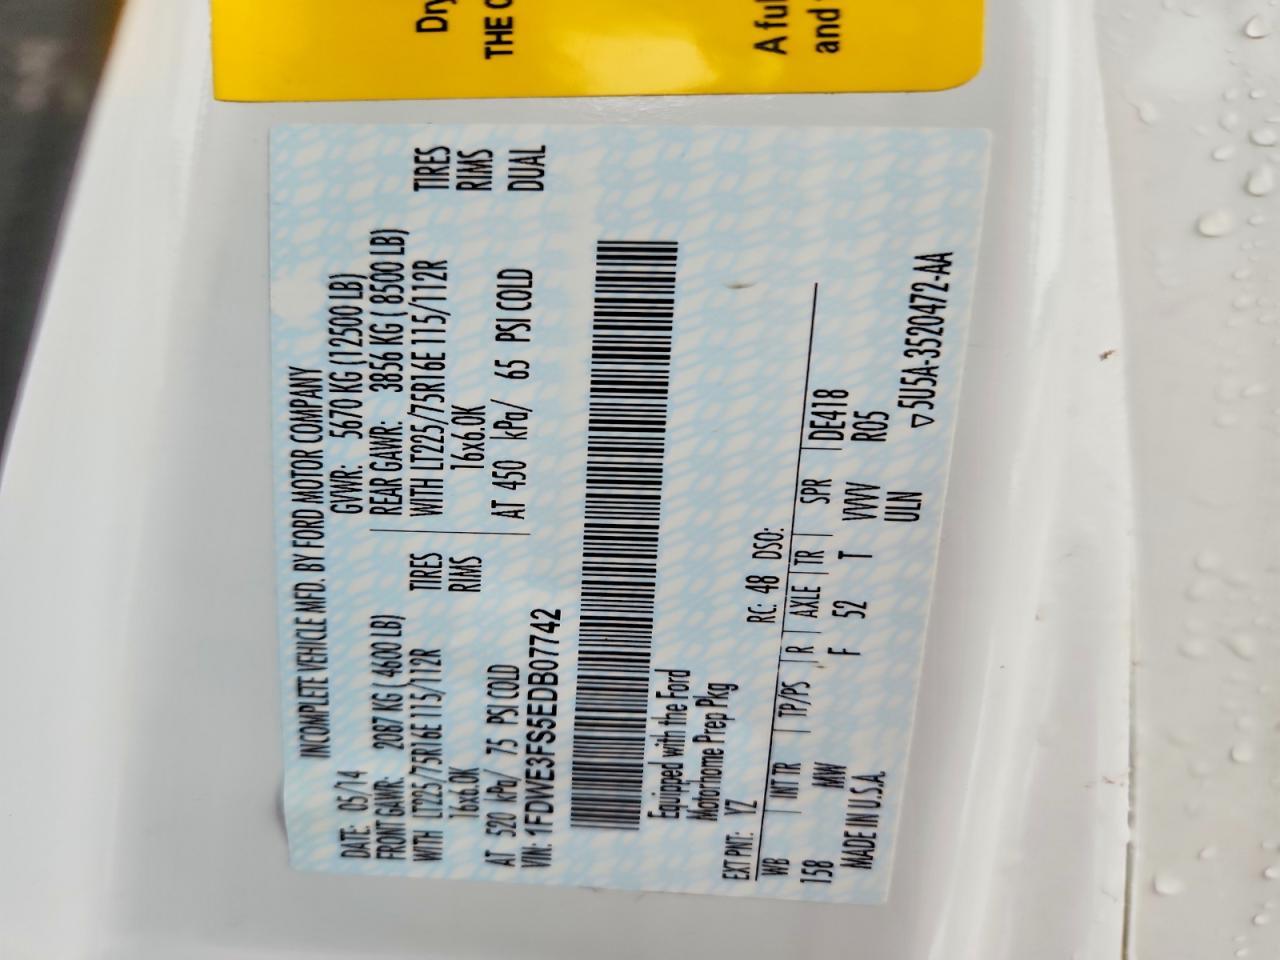 Dry
THE C
A ful
and
INCOMPLETE VEHICLE MFD. BY FORD MOTOR COMPANY
DATE: 05/14 GVWR: 5670 KG (12500 LB)
FRONT GAWR: 2087 KG (4600 LB) REAR GAWR: 3856 KG (8500 LB)
WITH LT225/75R16E 115/112R TIRES WITH LT225/75R16E 115/112R TIRES
16x6.0K RIMS 16x6.0K RIMS
AT 520 kPa/ 75 PSI COLD AT 450 kPa/ 65 PSI COLD DUAL
VIN: 1FDWE3FS5EDB07742
Equipped with the Ford
Motorhome Prep Pkg
EXT PNT: YZ RC: 48 DSO:
WB INT TR TP/PS R AXLE TR SPR DE418
158 MW F 52 T VVVV R05
MADE IN U.S.A. ULN
▽5U5A-3520472-AA